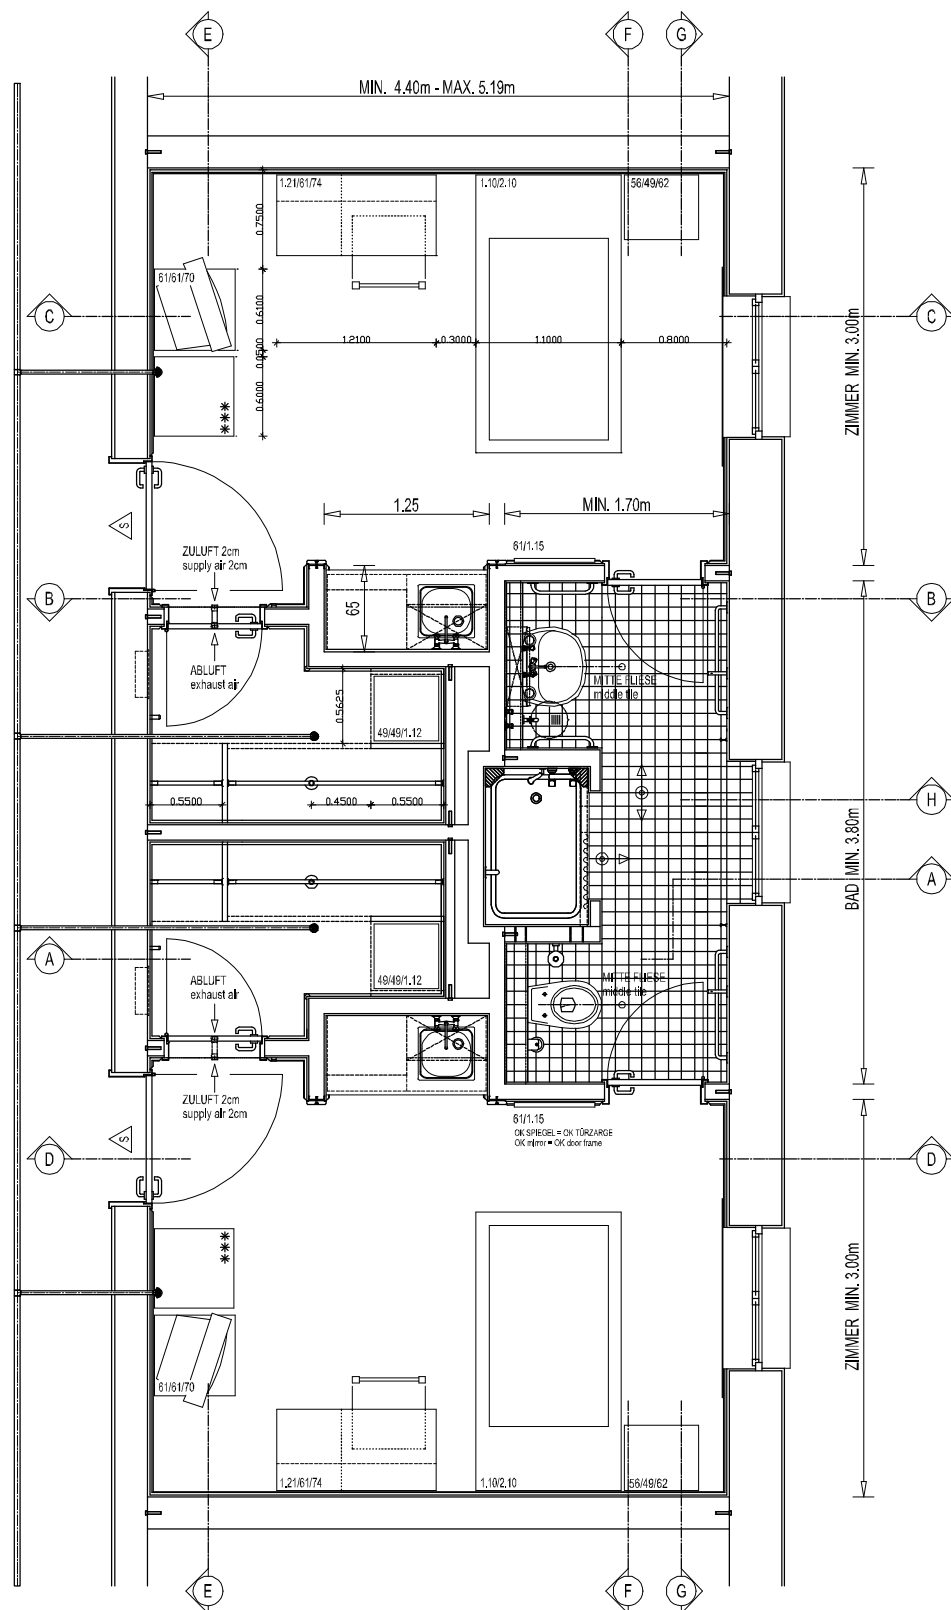 E
F
G
MIN. 4.40m - MAX. 5.19m
1.21/61/74
1.10/2.10
56/49/62
0.7500
61/61/70
0.6100
C
C
0.0500
1.2100
0.3000
1.1000
0.8000
0.6000
ZIMMER MIN. 3.00m
1.25
MIN. 1.70m
S
61/1.15
ZULUFT 2cm
supply air 2cm
B
B
65
ABLUFT
exhaust air
MITTE FLIESE
middle tile
0.5625
49/49/1.12
0.5500
0.4500
0.5500
H
BAD MIN. 3.80m
A
A
ABLUFT
exhaust air
49/49/1.12
MITTE FLIESE
middle tile
ZULUFT 2cm
supply air 2cm
S
61/1.15
OK SPIEGEL = OK TÜRZARGE
OK mirror = OK door frame
D
D
ZIMMER MIN. 3.00m
61/61/70
1.21/61/74
1.10/2.10
56/49/62
E
F
G